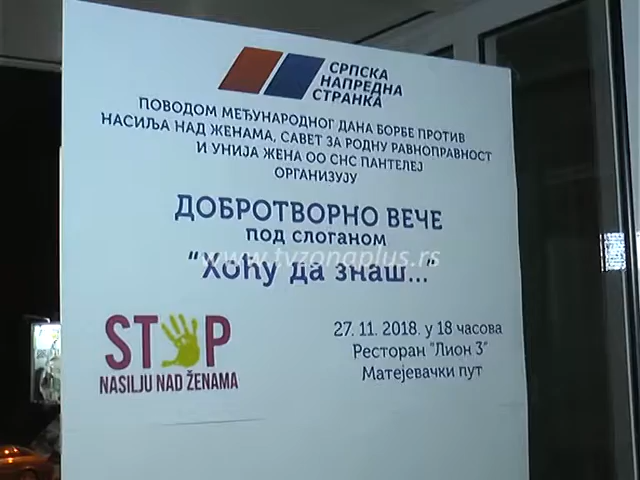 СРПСКА
НАПРЕДНА
СТРАНКА
ПОВОДОМ МЕЂУНАРОДНОГ ДАНА БОРБЕ ПРОТИВ
НАСИЉА НАД ЖЕНАМА, САВЕТ ЗА РОДНУ РАВНОПРАВНОСТ
И УНИЈА ЖЕНА ОО СНС ПАНТЕЛЕЈ
ОРГАНИЗУЈУ
ДОБРОТВОРНО ВЕЧЕ
под слоганом
www.tvzonaplus.rs
"Хоћу да знаш..."
STOP
NASILJU NAD ŽENAMA
27. 11. 2018. у 18 часова
Ресторан "Лион 3"
Матејевачки пут